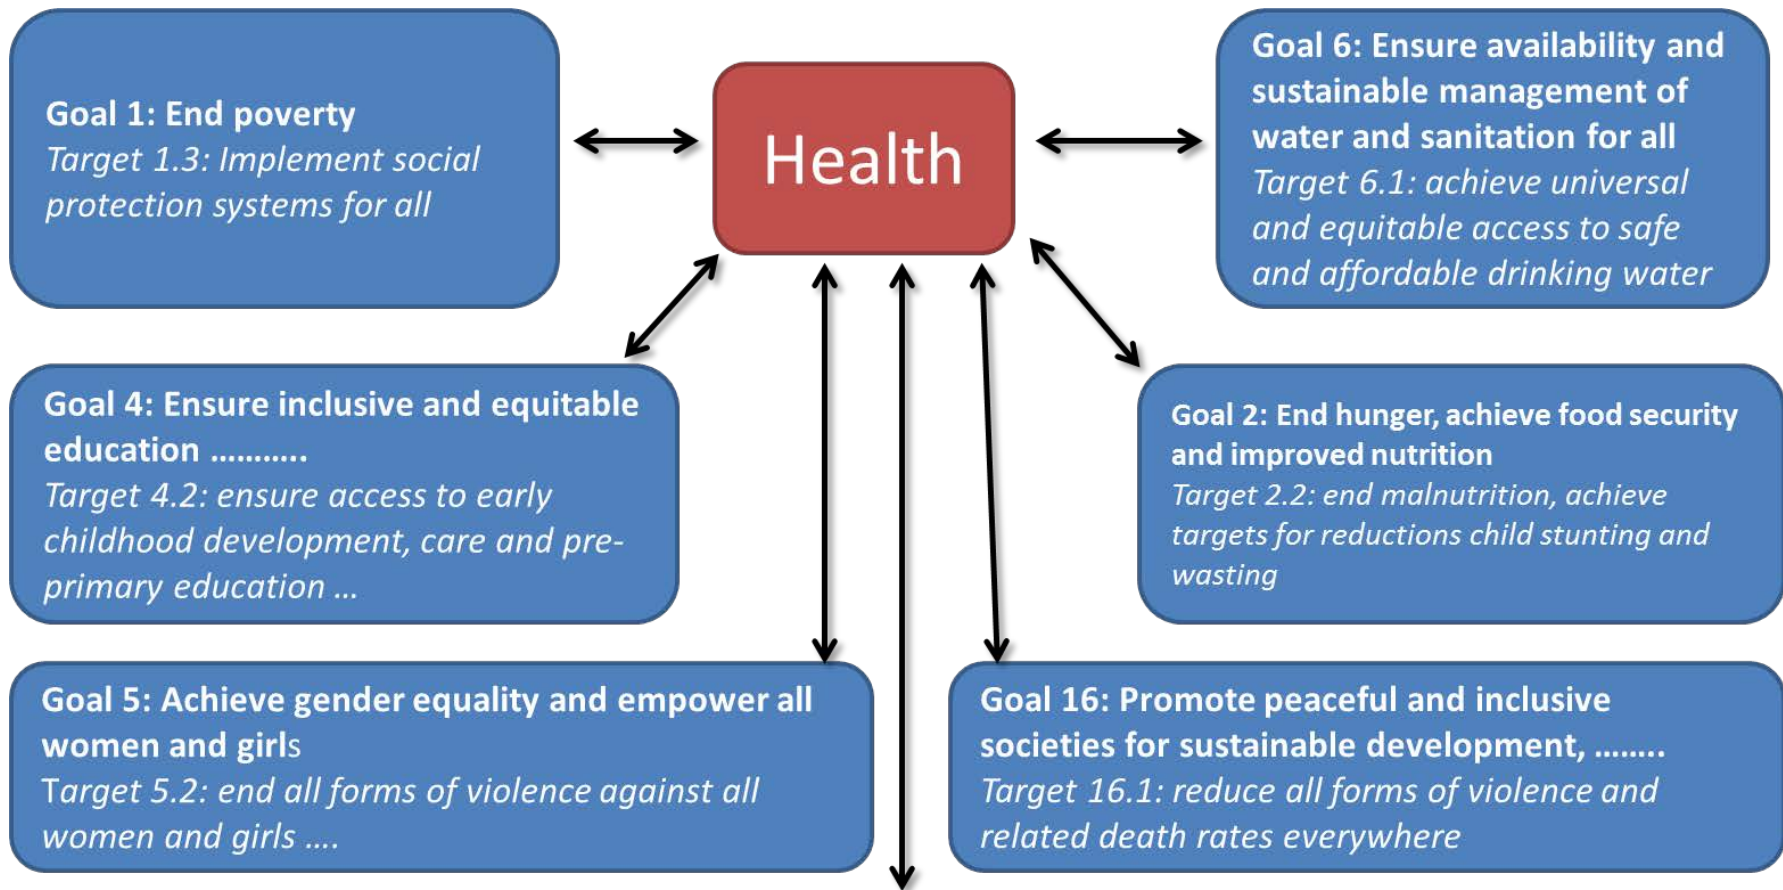 Goal 1: End poverty
Target 1.3: Implement social
protection systems for all
Health
Goal 6: Ensure availability and
sustainable management of
water and sanitation for all
Target 6.1: achieve universal
and equitable access to safe
and affordable drinking water
Goal 4: Ensure inclusive and equitable
education ………..
Target 4.2: ensure access to early
childhood development, care and pre-
primary education …
Goal 2: End hunger, achieve food security
and improved nutrition
Target 2.2: end malnutrition, achieve
targets for reductions child stunting and
wasting
Goal 5: Achieve gender equality and empower all
women and girls
Target 5.2: end all forms of violence against all
women and girls ….
Goal 16: Promote peaceful and inclusive
societies for sustainable development, ……..
Target 16.1: reduce all forms of violence and
related death rates everywhere